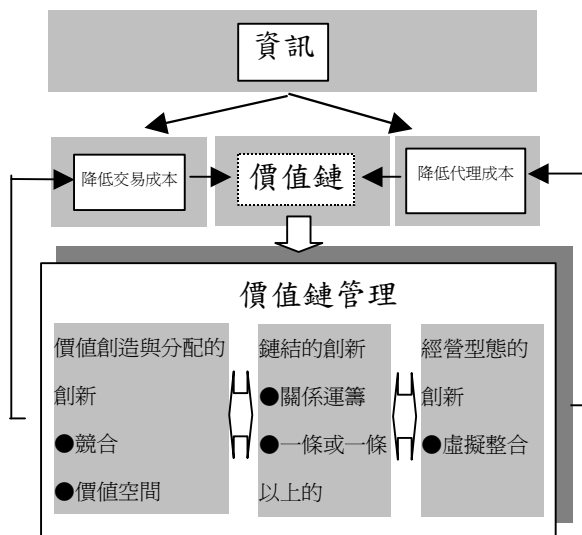 資訊
降低交易成本
價值鏈
降低代理成本
價值鏈管理
價值創造與分配的
創新
●競合
●價值空間
鏈結的創新
●關係運籌
●一條或一條
以上的
經營型態的
創新
●虛擬整合